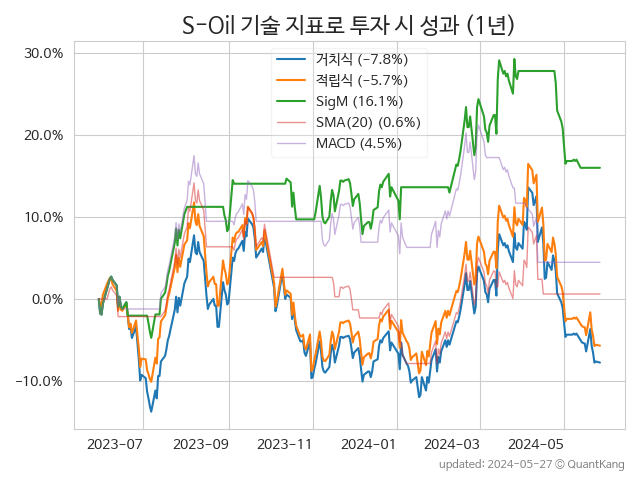 S-Oil 기술 지표로 투자 시 성과 (1년)
30.0%
20.0%
10.0%
0.0%
−10.0%
거치식 (−7.8%)
적립식 (−5.7%)
SigM (16.1%)
SMA(20) (0.6%)
MACD (4.5%)
2023-07 2023-09 2023-11 2024-01 2024-03 2024-05
updated: 2024-05-27 © QuantKang